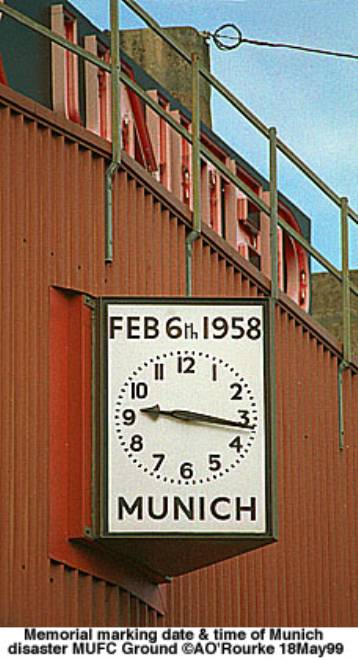 UNITED
FEB 6th 1958
12
11 1
10 2
9 3
8 4
7 5
6
MUNICH
Memorial marking date & time of Munich
disaster MUFC Ground ©AO'Rourke 18May99